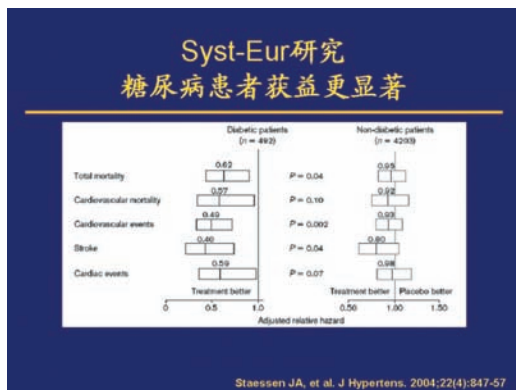 Syst-Eur研究
糖尿病患者获益更显著
Diabetic patients
(n = 492)
Non-diabetic patients
(n = 4203)
Total mortality
0.62
P = 0.04
0.95
Cardiovascular mortality
0.57
P = 0.10
0.92
Cardiovascular events
0.49
P = 0.002
0.93
Stroke
0.40
P = 0.04
0.80
Cardiac events
0.59
P = 0.07
0.98
Treatment better
Treatment better
Placebo better
0
0.5
1.0
0.50
1.00
1.50
Adjusted relative hazard
Staessen JA, et al. J Hypertens. 2004;22(4):847-57